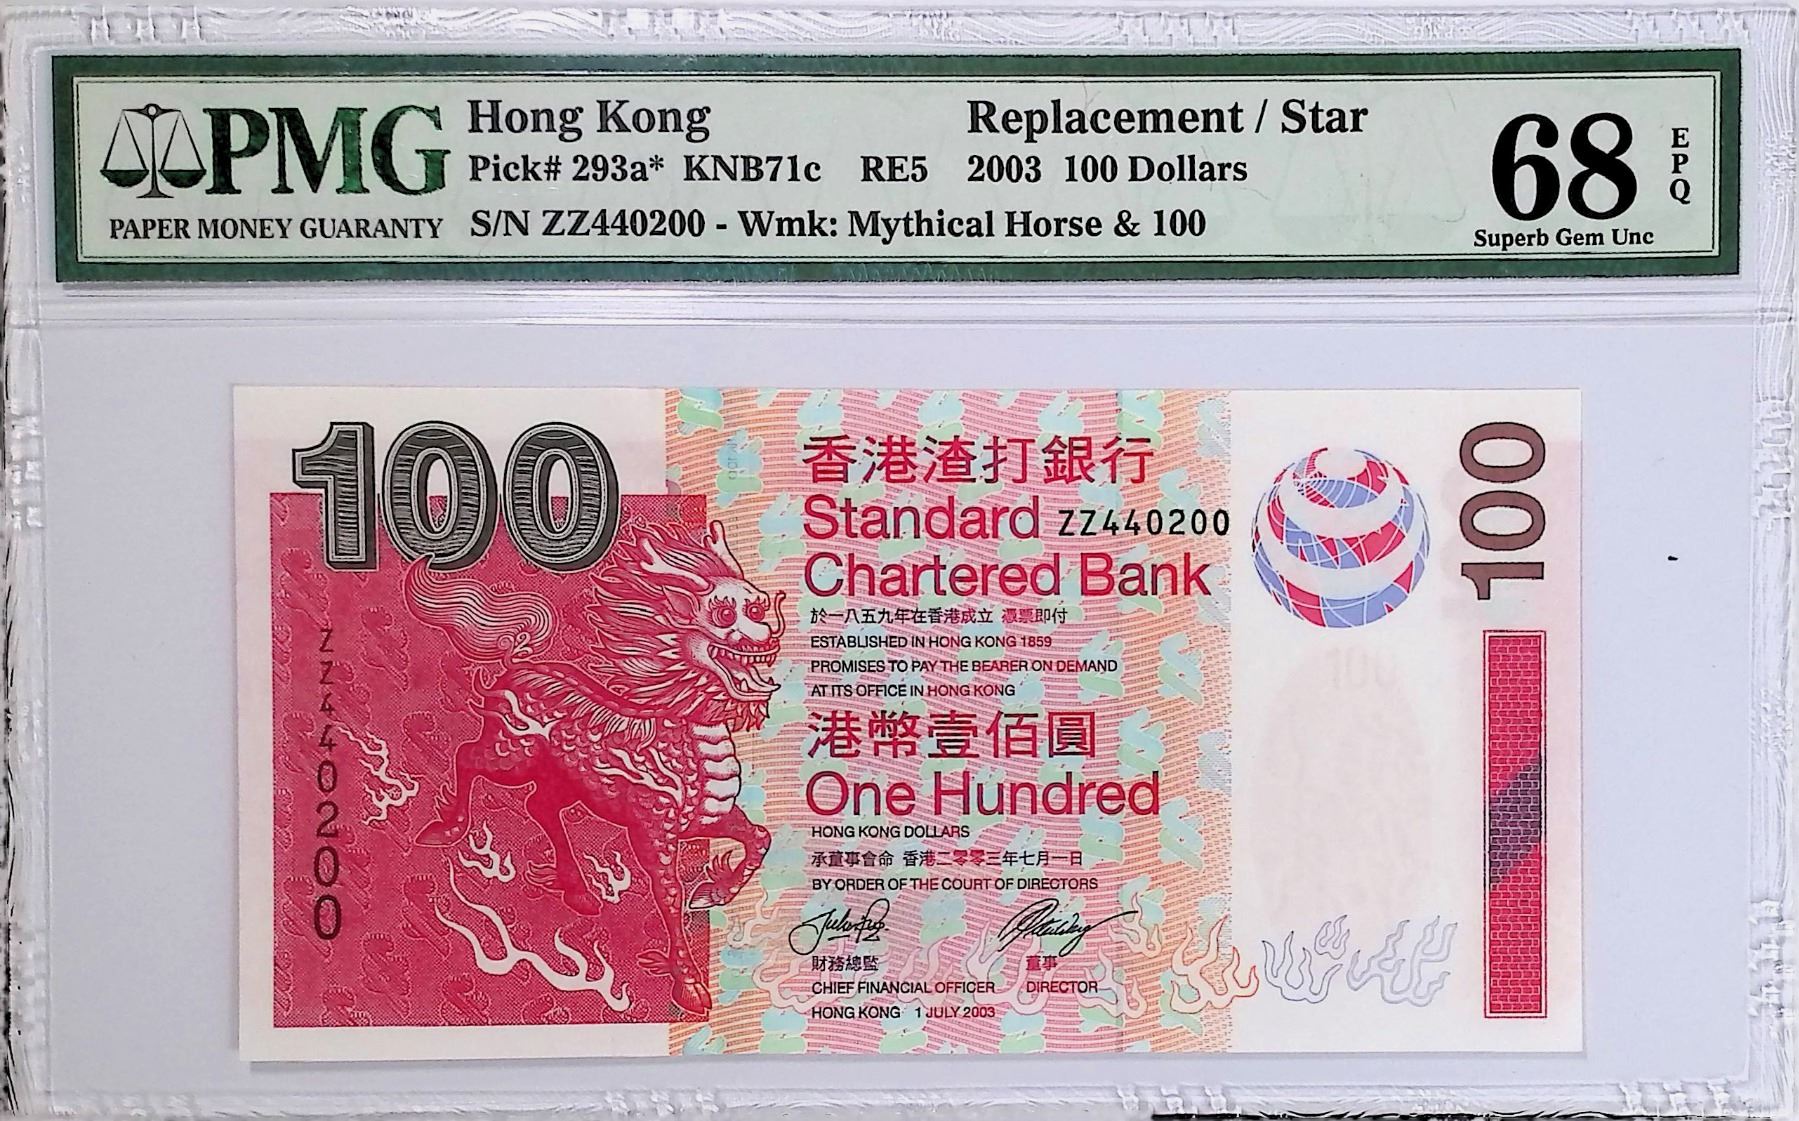 PMG
PAPER MONEY GUARANTY
Hong Kong Replacement / Star
Pick# 293a* KNB71c RE5 2003 100 Dollars
S/N ZZ440200 - Wmk: Mythical Horse & 100
68 EPQ
Superb Gem Unc
100
ZZ440200
香港渣打銀行
Standard ZZ440200
Chartered Bank
於一八五九年在香港成立 憑票即付
ESTABLISHED IN HONG KONG 1859
PROMISES TO PAY THE BEARER ON DEMAND
AT ITS OFFICE IN HONG KONG
港幣壹佰圓
One Hundred
HONG KONG DOLLARS
承董事會命 香港二零零三年七月一日
BY ORDER OF THE COURT OF DIRECTORS
財務總監 董事
CHIEF FINANCIAL OFFICER DIRECTOR
HONG KONG 1 JULY 2003
100